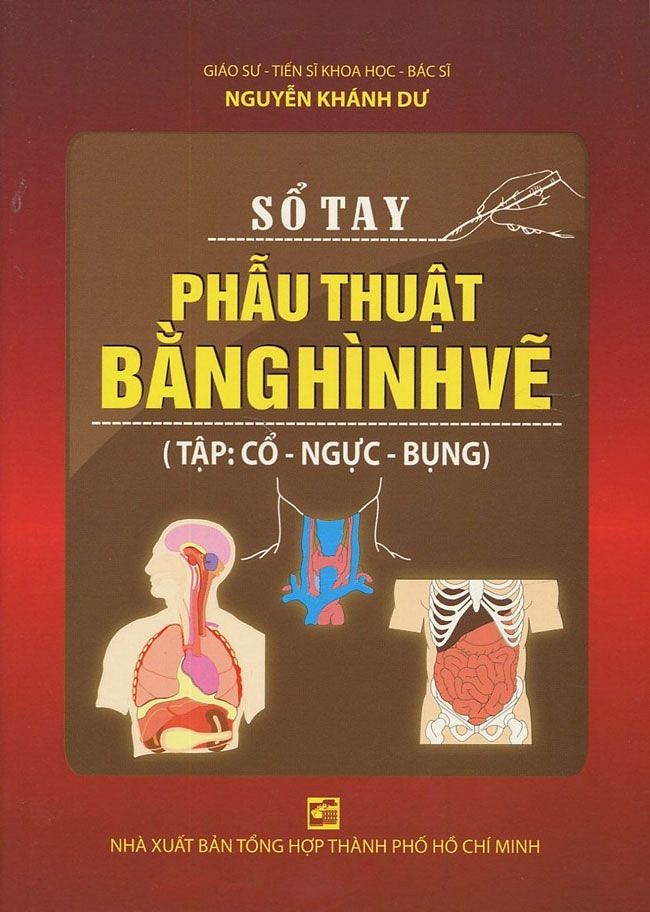 GIÁO SƯ - TIẾN SĨ KHOA HỌC - BÁC SĨ
NGUYỄN KHÁNH DƯ
SỔ TAY
PHẪU THUẬT
BẰNG HÌNH VẼ
( TẬP: CỔ - NGỰC - BỤNG)
NHÀ XUẤT BẢN TỔNG HỢP THÀNH PHỐ HỒ CHÍ MINH